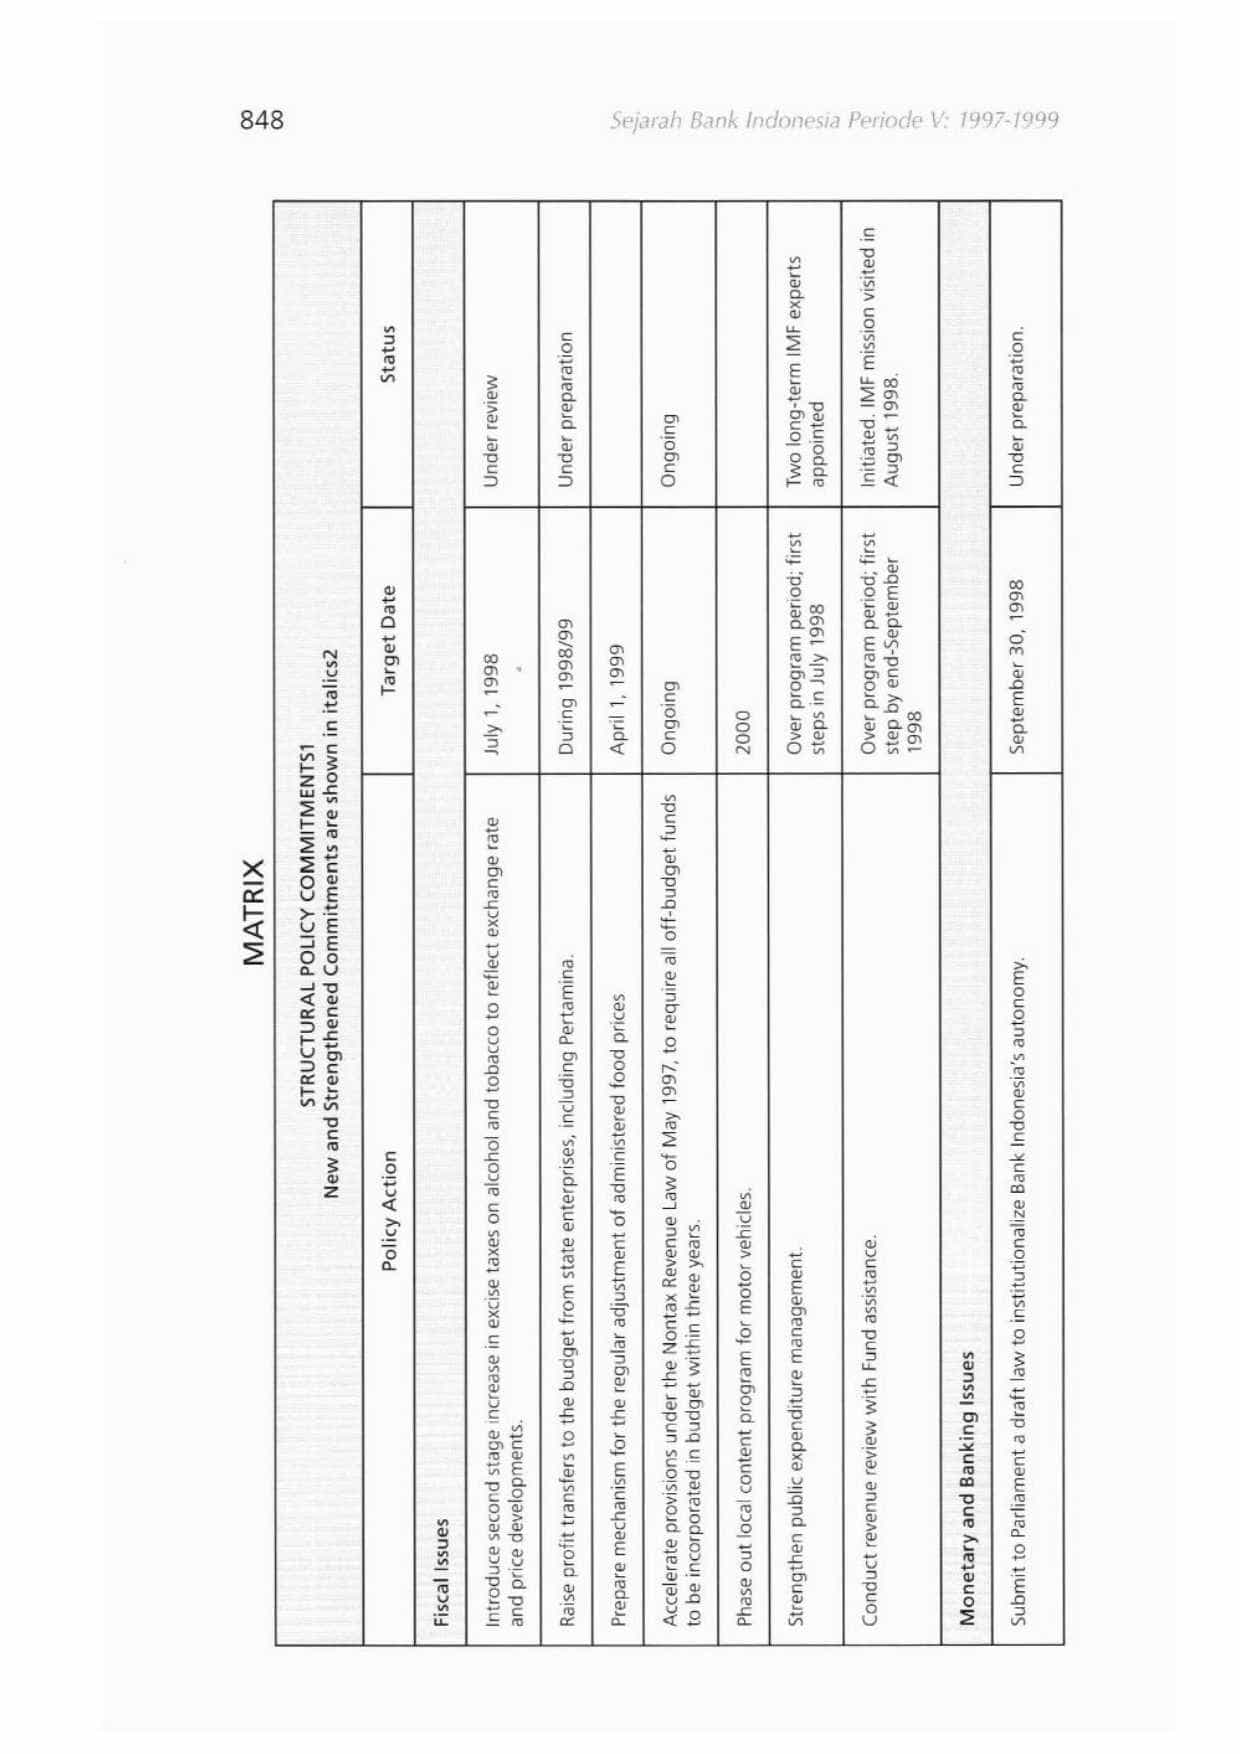 848
Sejarah Bank Indonesia Periode V: 1997-1999
MATRIX
STRUCTURAL POLICY COMMITMENTS1
New and Strengthened Commitments are shown in italics2
Policy Action
Target Date
Status
Fiscal Issues
Introduce second stage increase in excise taxes on alcohol and tobacco to reflect exchange rate
and price developments.
July 1, 1998
Under review
Raise profit transfers to the budget from state enterprises, including Pertamina.
During 1998/99
Under preparation
Prepare mechanism for the regular adjustment of administered food prices
April 1, 1999
Accelerate provisions under the Nontax Revenue Law of May 1997, to require all off-budget funds
to be incorporated in budget within three years.
Ongoing
Ongoing
Phase out local content program for motor vehicles.
2000
Strengthen public expenditure management.
Over program period; first
steps in July 1998
Two long-term IMF experts
appointed
Conduct revenue review with Fund assistance.
Over program period; first
step by end-September
1998
Initiated. IMF mission visited in
August 1998.
Monetary and Banking Issues
Submit to Parliament a draft law to institutionalize Bank Indonesia's autonomy.
September 30, 1998
Under preparation.